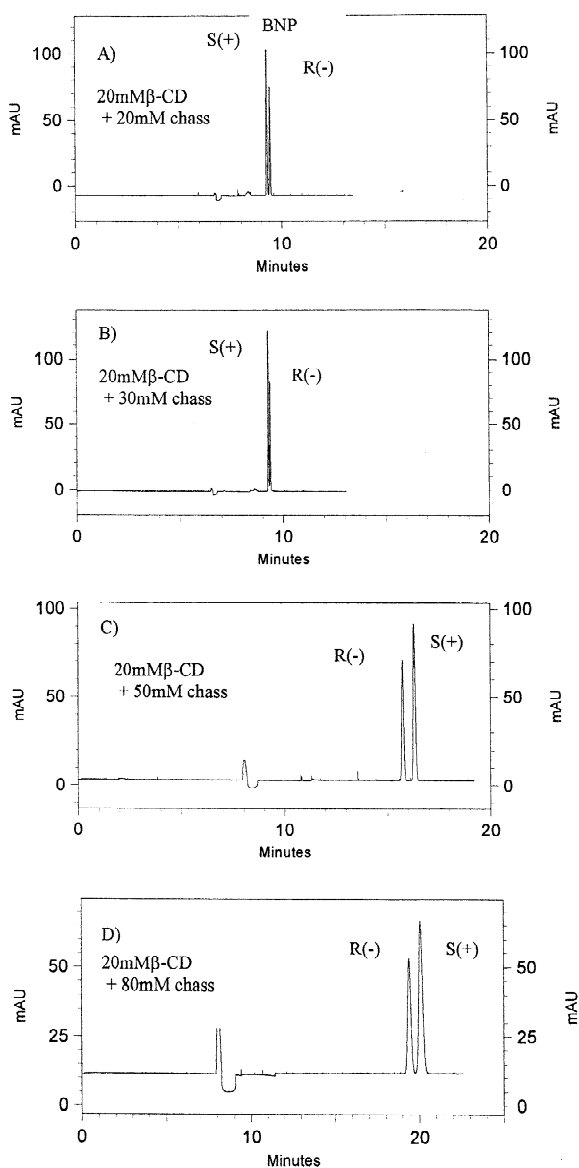 BNP
A)
S(+)
R(-)
20mMβ-CD
+ 20mM chass
100
50
0
mAU
100
50
0
mAU
0
10
20
Minutes
B)
S(+)
R(-)
20mMβ-CD
+ 30mM chass
100
50
0
mAU
100
50
0
mAU
0
10
20
Minutes
C)
R(-)
S(+)
20mMβ-CD
+ 50mM chass
100
50
0
mAU
100
50
0
mAU
0
10
20
Minutes
D)
R(-)
S(+)
20mMβ-CD
+ 80mM chass
50
25
0
mAU
50
25
0
mAU
0
10
20
Minutes